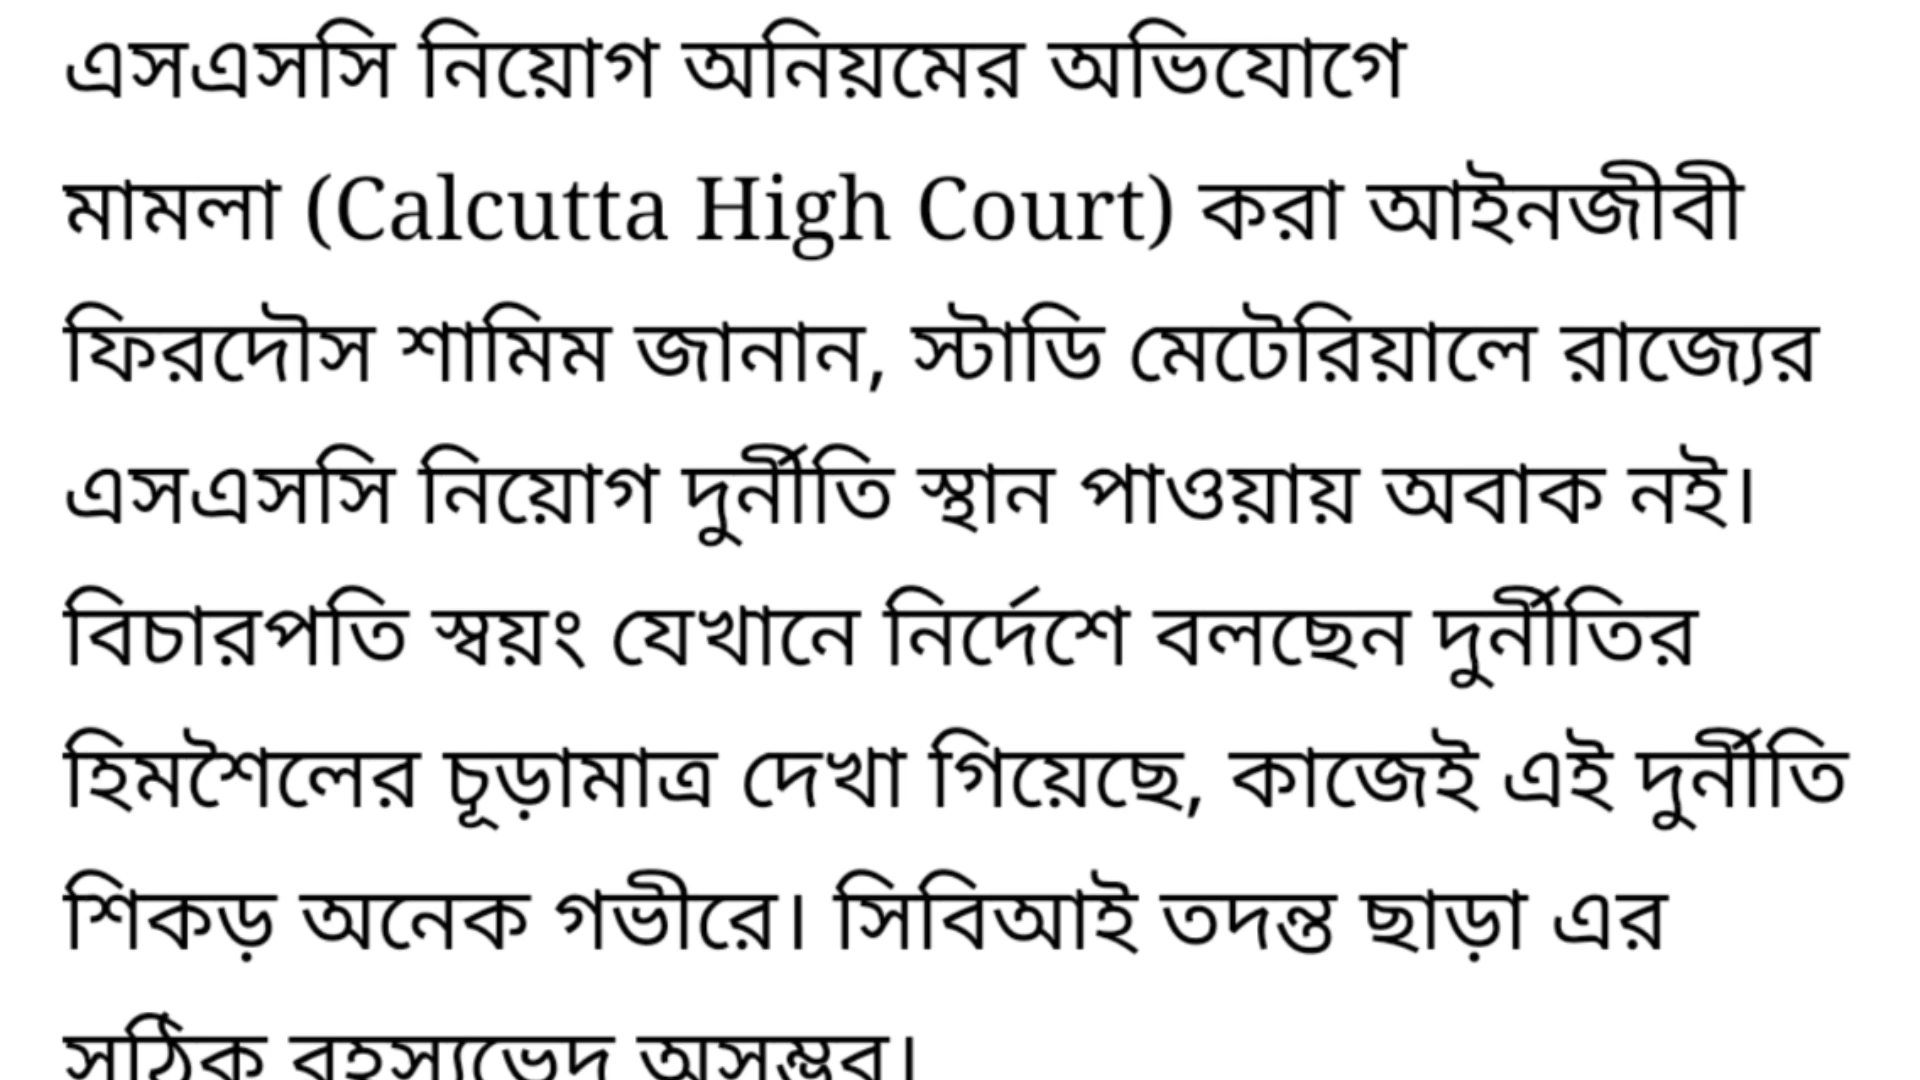 এসএসসি নিয়োগ অনিয়মের অভিযোগে
মামলা (Calcutta High Court) করা আইনজীবী
ফিরদৌস শামিম জানান, স্টাডি মেটেরিয়ালে রাজ্যের
এসএসসি নিয়োগ দুর্নীতি স্থান পাওয়ায় অবাক নই।
বিচারপতি স্বয়ং যেখানে নির্দেশে বলছেন দুর্নীতির
হিমশৈলের চূড়ামাত্র দেখা গিয়েছে, কাজেই এই দুর্নীতি
শিকড় অনেক গভীরে। সিবিআই তদন্ত ছাড়া এর
সঠিক রহস্যভেদ অসম্ভব।